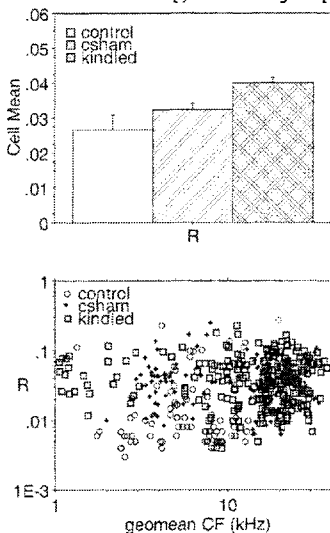 .06
control
csham
kindled
.05
.04
.03
.02
.01
0
Cell Mean
R
1
control
csham
kindled
.1
R
.01
1E-3
1
10
geomean CF (kHz)